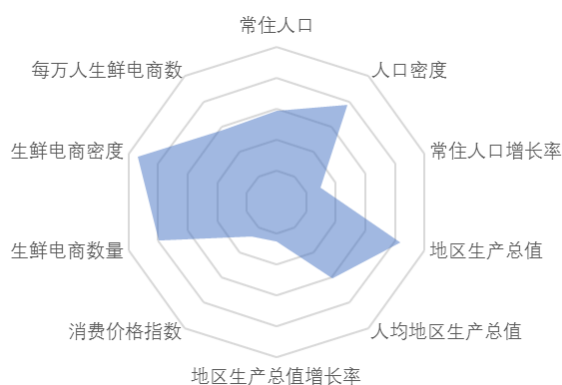 常住人口
每万人生鲜电商数
人口密度
生鲜电商密度
常住人口增长率
生鲜电商数量
地区生产总值
消费价格指数
人均地区生产总值
地区生产总值增长率